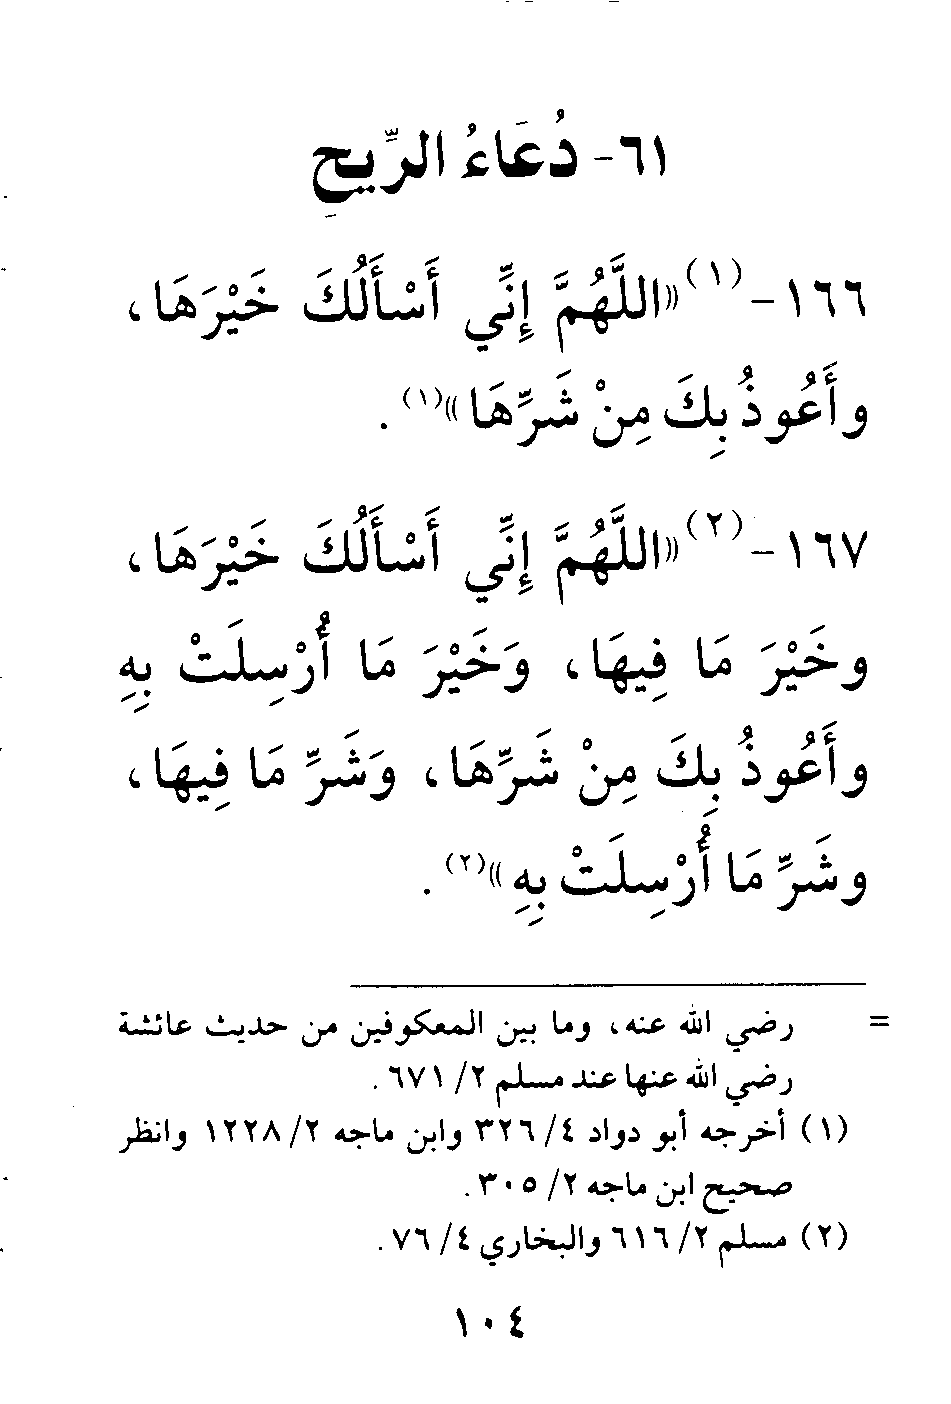 ٦١- دُعَاءُ الرِّيحِ
١٦٦-(١)«اللَّهُمَّ إِنِّي أَسْأَلُكَ خَيْرَهَا،
وأَعُوذُ بِكَ مِنْ شَرِّهَا»(١).
١٦٧-(٢)«اللَّهُمَّ إِنِّي أَسْأَلُكَ خَيْرَهَا،
وخَيْرَ مَا فِيهَا، وَخَيْرَ مَا أُرْسِلَتْ بِهِ
وأَعُوذُ بِكَ مِنْ شَرِّهَا، وَشَرِّ مَا فِيهَا،
وشَرِّ مَا أُرْسِلَتْ بِهِ»(٢).
= رضي الله عنه، وما بين المعكوفين من حديث عائشة
رضي الله عنها عند مسلم ٢/ ٦٧١.
(١) أخرجه أبو دواد ٤/ ٣٢٦ وابن ماجه ٢/ ١٢٢٨ وانظر
صحيح ابن ماجه ٢/ ٣٠٥.
(٢) مسلم ٢/ ٦١٦ والبخاري ٤/ ٧٦.
١٠٤